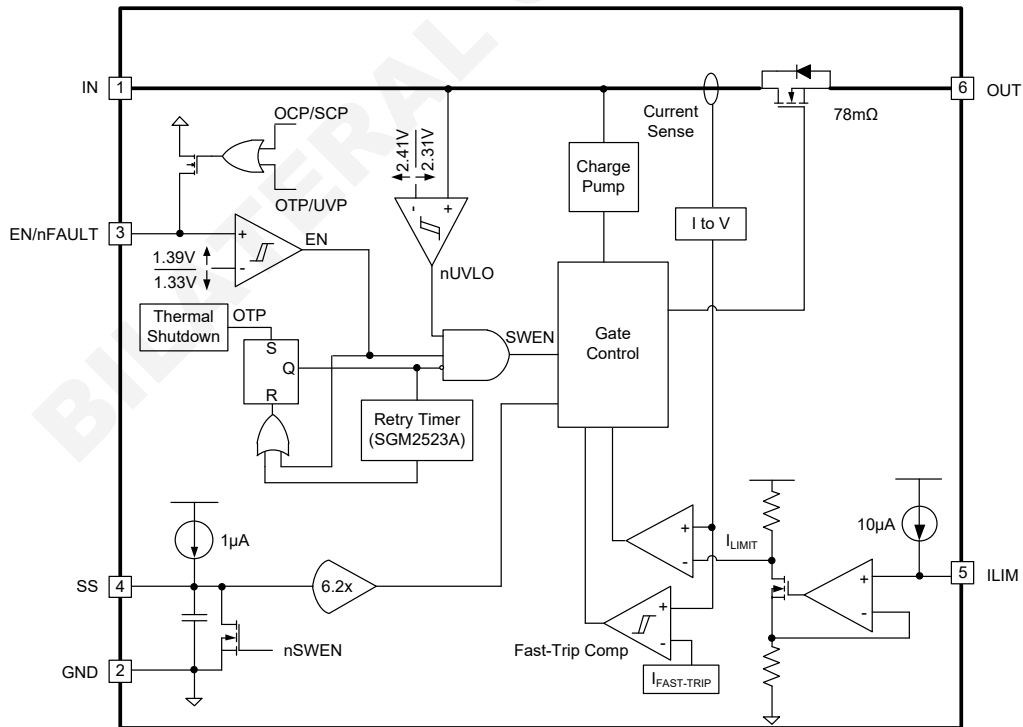 BILATERAL
IN
1
6
OUT
Current
Sense
78mΩ
OCP/SCP
OTP/UVP
2.41V
2.31V
-
+
nUVLO
Charge
Pump
I to V
EN/nFAULT
3
+
-
EN
1.39V
1.33V
Thermal
Shutdown
OTP
S
Q
R
SWEN
Gate
Control
Retry Timer
(SGM2523A)
1µA
10µA
SS
4
6.2x
+
-
ILIMIT
+
-
5
ILIM
nSWEN
GND
2
Fast-Trip Comp
+
-
IFAST-TRIP